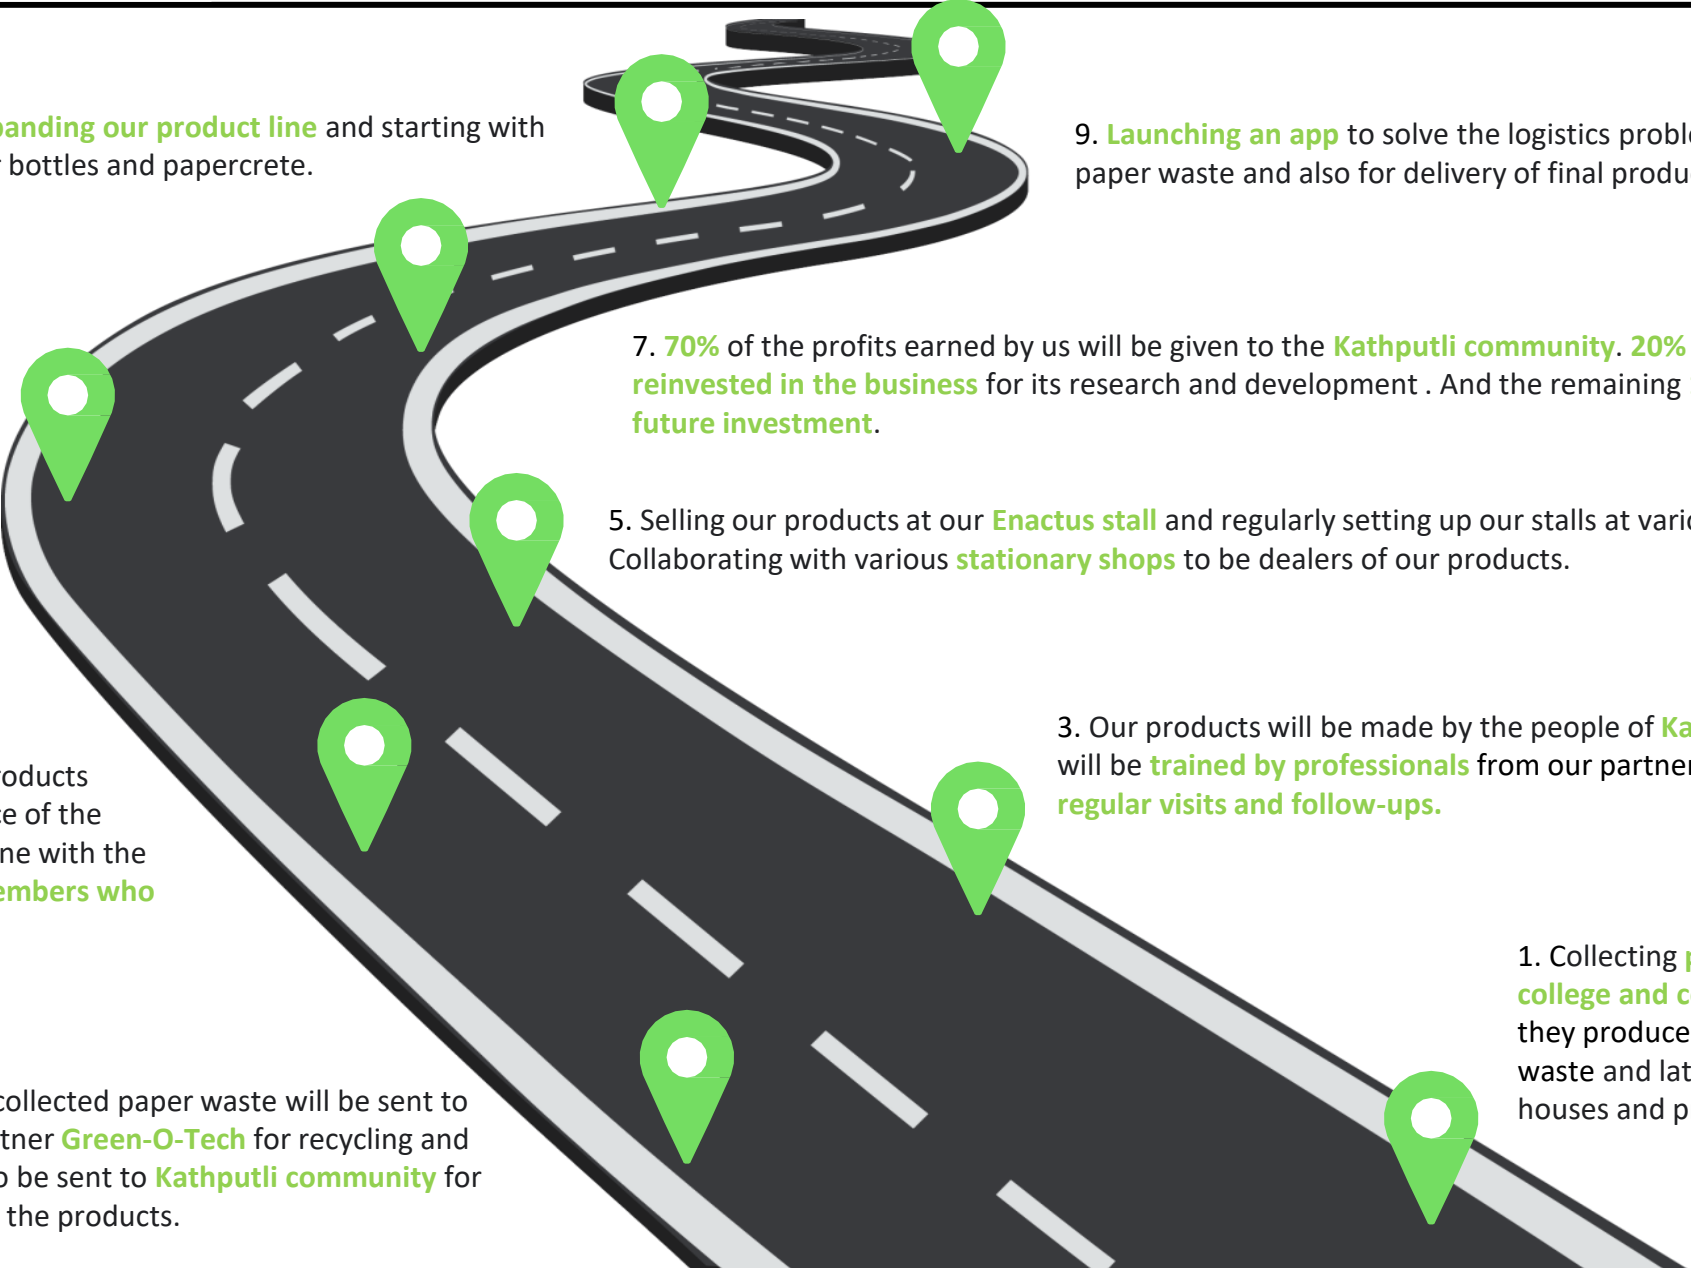 panding our product line and starting with
bottles and papercrete.
9. Launching an app to solve the logistics
paper waste and also for delivery of final
7. 70% of the profits earned by us will be given to the Kathputli community. 20%
reinvested in the business for its research and development . And the remaining
future investment.
5. Selling our products at our Enactus stall and regularly setting up our stalls at
Collaborating with various stationary shops to be dealers of our products.
3. Our products will be made by the people of
will be trained by professionals from our partner
regular visits and follow-ups.
roducts
ce of the
ne with the
embers who
1. Collecting
college and
they produce
waste and
houses and
collected paper waste will be sent to
tner Green-O-Tech for recycling and
be sent to Kathputli community for
the products.